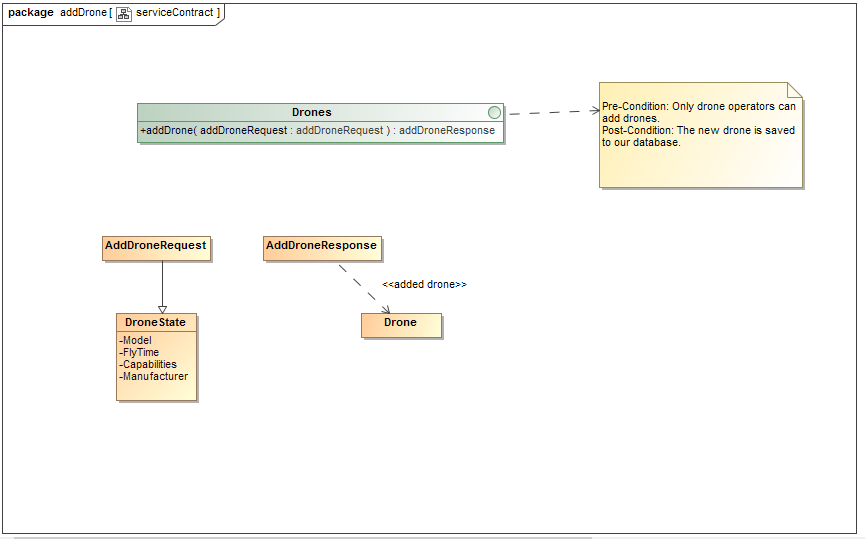 package addDrone [ serviceContract ]
Drones
+addDrone( addDroneRequest : addDroneRequest ) : addDroneResponse
Pre-Condition: Only drone operators can
add drones.
Post-Condition: The new drone is saved
to our database.
AddDroneRequest
AddDroneResponse
<<added drone>>
DroneState
-Model
-FlyTime
-Capabilities
-Manufacturer
Drone